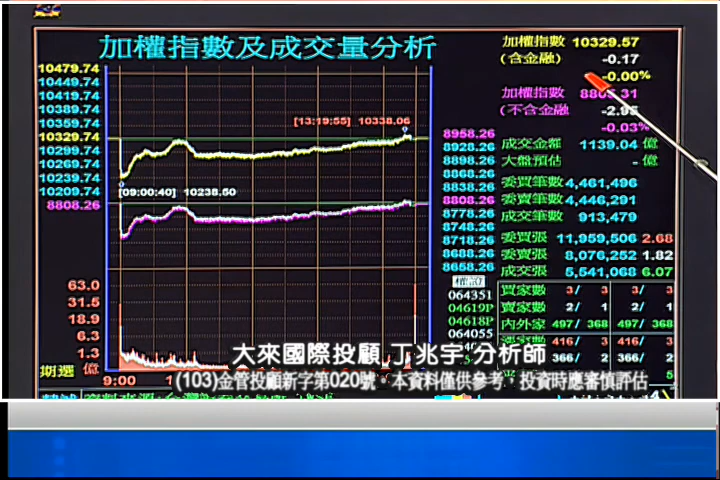 加權指數及成交量分析
10479.74
10449.74
10419.74
10389.74
10359.74
10329.74
10299.74
10269.74
10239.74
10209.74
8808.26
63.0
31.5
18.9
6.3
1.3
期選 億
9:00
[13:19:55] 10338.06
[09:00:40] 10238.50
8958.26
8928.26
8898.26
8868.26
8838.26
8808.26
8778.26
8748.26
8718.26
8688.26
8658.26
064351
04619P
04618P
064055
加權指數 10329.57
(含金融) -0.17
-0.00%
加權指數
(不含金融
-0.03%
成交金額 1139.04 億
大盤預估 - 億
委買筆數 4,461,496
委賣筆數 4,446,291
成交筆數 913,479
委買張 11,959,506 2.68
委賣張 8,076,252 1.82
成交張 5,541,068 6.07
買家數 3/ 3 3/ 3
賣家數 2/ 1 2/ 1
內外家 497/ 368 497/ 368
416/ 3 416/ 3
366/ 2 366/ 2
大來國際投顧 丁兆宇 分析師
(103)金管投顧新字第020號,本資料僅供參考,投資時應審慎評估